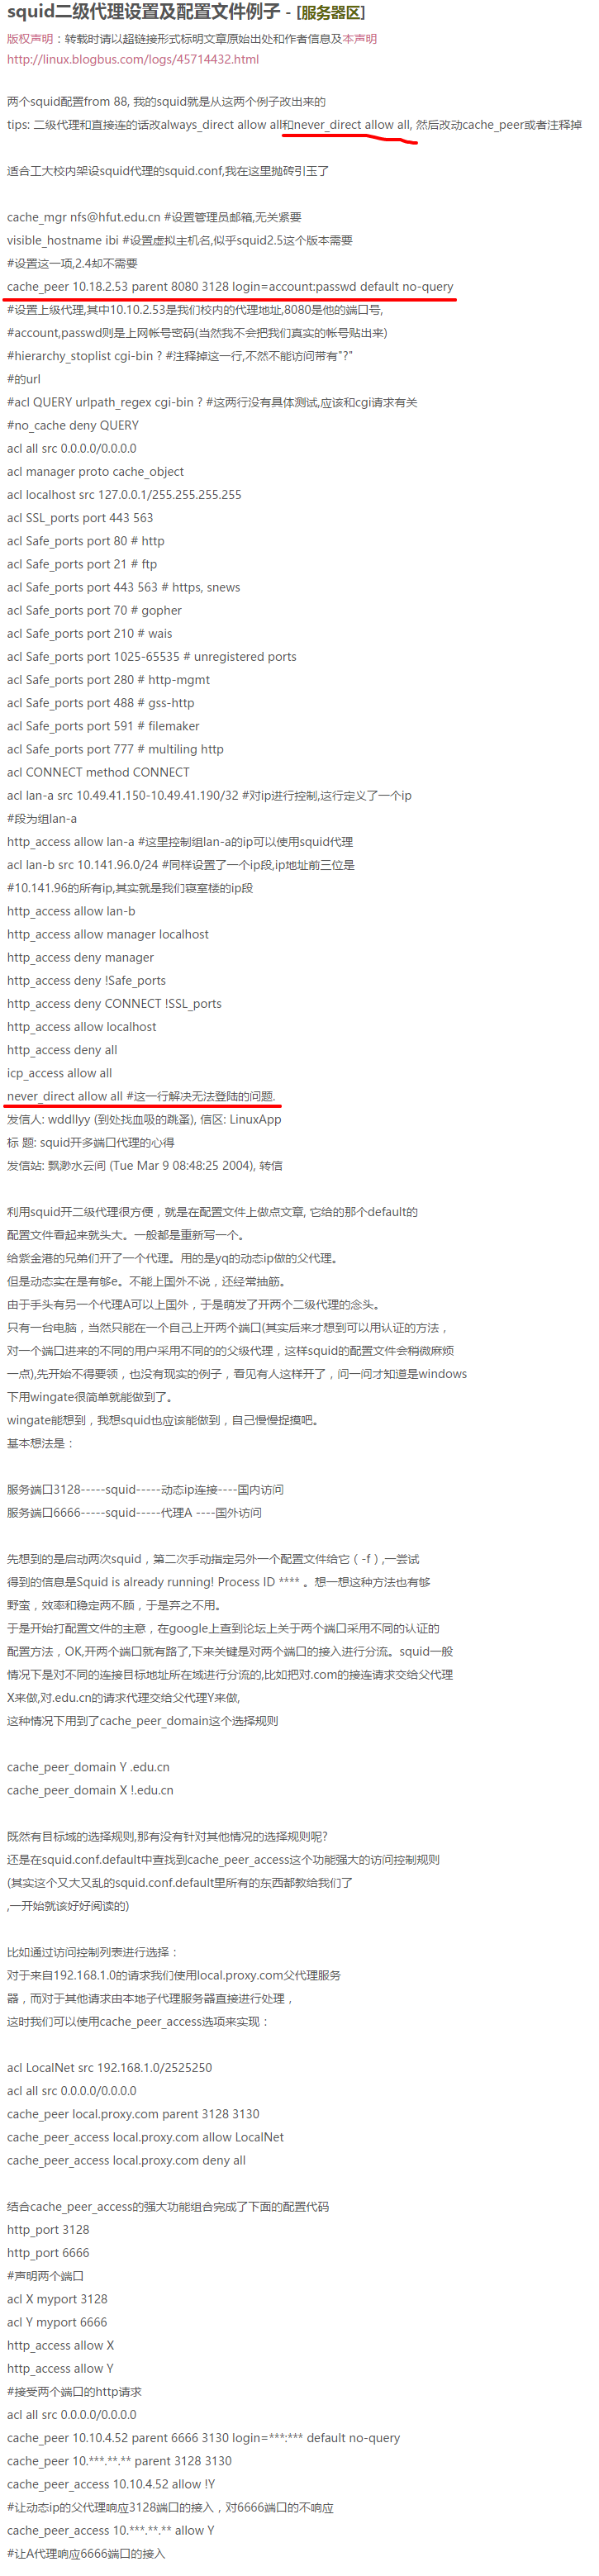 squid二级代理设置及配置文件例子 - [服务器区]
版权声明：转载时请以超链接形式标明文章原始出处和作者信息及本声明
http://linux.blogbus.com/logs/45714432.html
两个squid配置from 88, 我的squid就是从这两个例子改出来的
tips: 二级代理和直接连的话改always_direct allow all和never_direct allow all, 然后改动cache_peer或者注释掉
适合工大校内架设squid代理的squid.conf,我在这里抛砖引玉了
cache_mgr nfs@hfut.edu.cn #设置管理员邮箱,无关紧要
visible_hostname ibi #设置虚拟主机名,似乎squid2.5这个版本需要
#设置这一项,2.4却不需要
cache_peer 10.18.2.53 parent 8080 3128 login=account:passwd default no-query
#设置上级代理,其中10.10.2.53是我们校内的代理地址,8080是他的端口号,
#account,passwd则是上网帐号密码(当然我不会把我们真实的帐号贴出来)
#hierarchy_stoplist cgi-bin ? #注释掉这一行,不然不能访问带有"?"
#的url
#acl QUERY urlpath_regex cgi-bin ? #这两行没有具体测试,应该和cgi请求有关
#no_cache deny QUERY
acl all src 0.0.0.0/0.0.0.0
acl manager proto cache_object
acl localhost src 127.0.0.1/255.255.255.255
acl SSL_ports port 443 563
acl Safe_ports port 80 # http
acl Safe_ports port 21 # ftp
acl Safe_ports port 443 563 # https, snews
acl Safe_ports port 70 # gopher
acl Safe_ports port 210 # wais
acl Safe_ports port 1025-65535 # unregistered ports
acl Safe_ports port 280 # http-mgmt
acl Safe_ports port 488 # gss-http
acl Safe_ports port 591 # filemaker
acl Safe_ports port 777 # multiling http
acl CONNECT method CONNECT
acl lan-a src 10.49.41.150-10.49.41.190/32 #对ip进行控制,这行定义了一个ip
#段为组lan-a
http_access allow lan-a #这里控制组lan-a的ip可以使用squid代理
acl lan-b src 10.141.96.0/24 #同样设置了一个ip段,ip地址前三位是
#10.141.96的所有ip,其实就是我们寝室楼的ip段
http_access allow lan-b
http_access allow manager localhost
http_access deny manager
http_access deny !Safe_ports
http_access deny CONNECT !SSL_ports
http_access allow localhost
http_access deny all
icp_access allow all
never_direct allow all #这一行解决无法登陆的问题.
发信人: wddllyy (到处找血吸的跳蚤), 信区: LinuxApp
标 题: squid开多端口代理的心得
发信站: 飘渺水云间 (Tue Mar 9 08:48:25 2004), 转信
利用squid开二级代理很方便，就是在配置文件上做点文章, 它给的那个default的
配置文件看起来就头大。一般都是重新写一个。
给紫金港的兄弟们开了一个代理。用的是yq的动态ip做的父代理。
但是动态实在是有够e。不能上国外不说，还经常抽筋。
由于手头有另一个代理A可以上国外，于是萌发了开两个二级代理的念头。
只有一台电脑，当然只能在一个自己上开两个端口(其实后来才想到可以用认证的方法，
对一个端口进来的不同的用户采用不同的的父级代理，这样squid的配置文件会稍微麻烦
一点),先开始不得要领，也没有现实的例子，看见有人这样开了，问一问才知道是windows
下用wingate很简单就能做到了。
wingate能想到，我想squid也应该能做到，自己慢慢捉摸吧。
基本想法是：
服务端口3128-----squid-----动态ip连接----国内访问
服务端口6666-----squid-----代理A ----国外访问
先想到的是启动两次squid，第二次手动指定另外一个配置文件给它（-f）,一尝试
得到的信息是Squid is already running! Process ID **** 。想一想这种方法也有够
野蛮，效率和稳定两不顾，于是弃之不用。
于是开始打配置文件的主意，在google上查到论坛上关于两个端口采用不同的认证的
配置方法，OK,开两个端口就有路了,下来关键是对两个端口的接入进行分流。squid一般
情况下是对不同的连接目标地址所在域进行分流的,比如把对.com的接连请求交给父代理
X来做,对.edu.cn的请求代理交给父代理Y来做,
这种情况下用到了cache_peer_domain这个选择规则
cache_peer_domain Y .edu.cn
cache_peer_domain X !.edu.cn
既然有目标域的选择规则,那有没有针对其他情况的选择规则呢?
还是在squid.conf.default中查找到cache_peer_access这个功能强大的访问控制规则
(其实这个又大又乱的squid.conf.default里所有的东西都教给我们了
,一开始就该好好阅读的)
比如通过访问控制列表进行选择：
对于来自192.168.1.0的请求我们使用local.proxy.com父代理服务
器，而对于其他请求由本地子代理服务器直接进行处理，
这时我们可以使用cache_peer_access选项来实现：
acl LocalNet src 192.168.1.0/2525250
acl all src 0.0.0.0/0.0.0.0
cache_peer local.proxy.com parent 3128 3130
cache_peer_access local.proxy.com allow LocalNet
cache_peer_access local.proxy.com deny all
结合cache_peer_access的强大功能组合完成了下面的配置代码
http_port 3128
http_port 6666
#声明两个端口
acl X myport 3128
acl Y myport 6666
http_access allow X
http_access allow Y
#接受两个端口的http请求
acl all src 0.0.0.0/0.0.0.0
cache_peer 10.10.4.52 parent 6666 3130 login=***:*** default no-query
cache_peer 10.***.**.** parent 3128 3130
cache_peer_access 10.10.4.52 allow !Y
#让动态ip的父代理响应3128端口的接入，对6666端口的不响应
cache_peer_access 10.***.**.** allow Y
#让A代理响应6666端口的接入